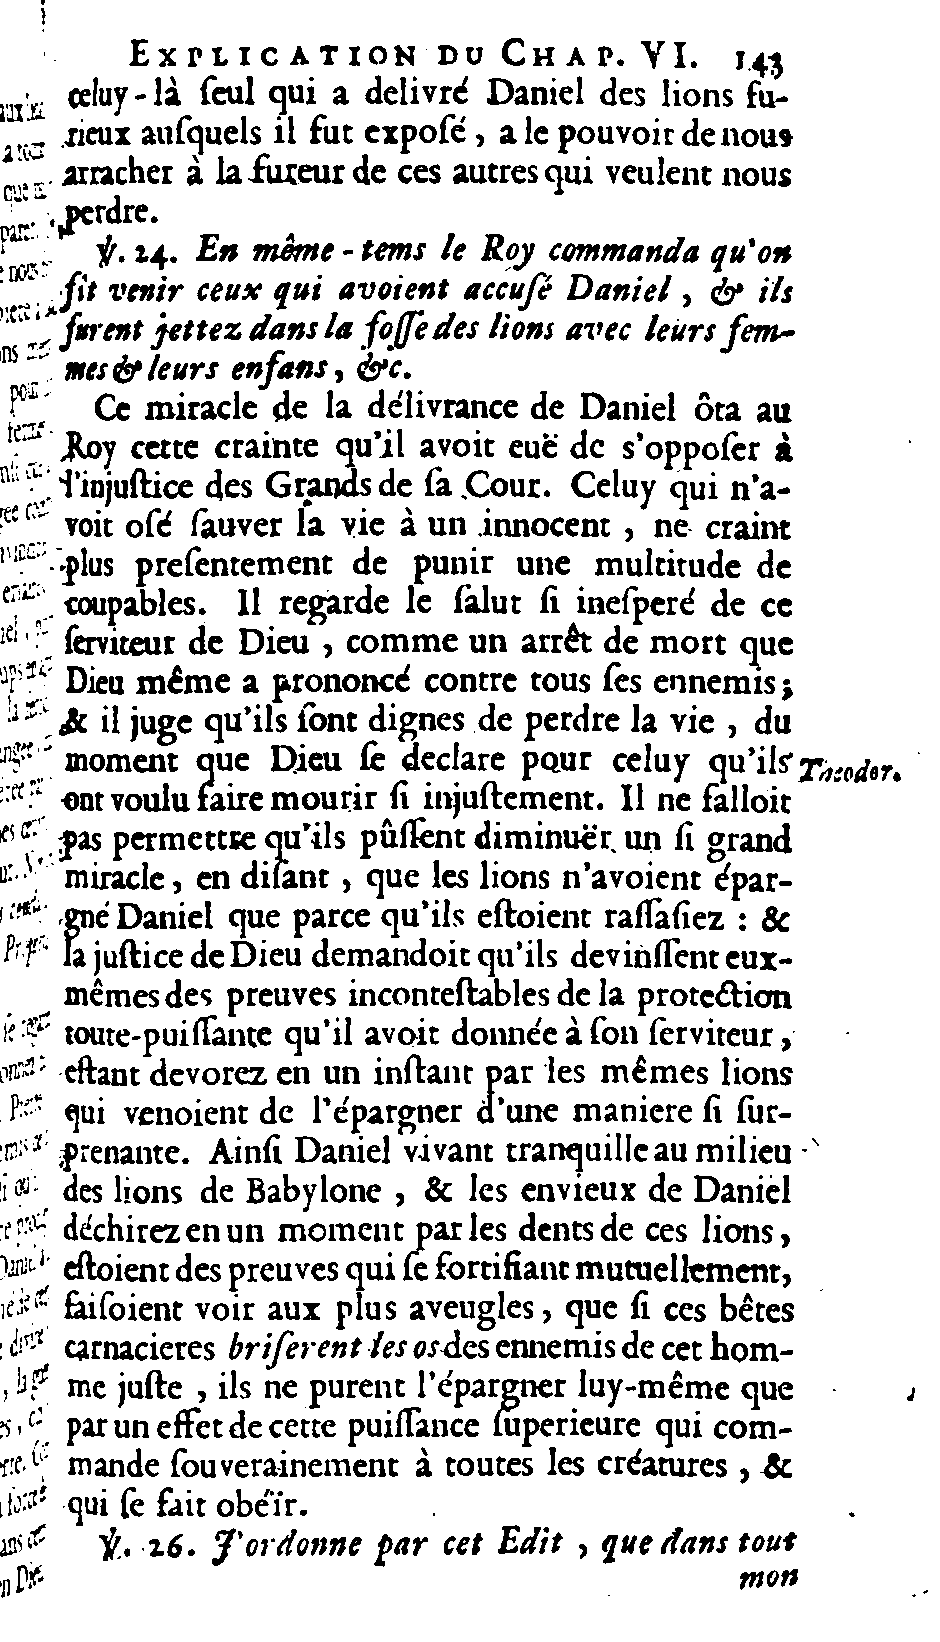 EXPLICATION DU CHAP. VI. 143
celuy-là ſeul qui a delivré Daniel des lions fu-
rieux auſquels il fut expoſé, a le pouvoir de nous
arracher à la fureur de ces autres qui veulent nous
perdre.
℣. 24. En même-tems le Roy commanda qu'on
fit venir ceux qui avoient accuſé Daniel, & ils
furent jettez dans la foſſe des lions avec leurs fem-
mes & leurs enfans, &c.
Ce miracle de la délivrance de Daniel ôta au
Roy cette crainte qu'il avoit euë de s'oppoſer à
l'injuſtice des Grands de ſa Cour. Celuy qui n'a-
voit oſé ſauver la vie à un innocent, ne craint
plus preſentement de punir une multitude de
coupables. Il regarde le ſalut ſi ineſperé de ce
ſerviteur de Dieu, comme un arrêt de mort que
Dieu même a prononcé contre tous ſes ennemis;
& il juge qu'ils ſont dignes de perdre la vie, du
moment que Dieu ſe declare pour celuy qu'ils
Theodor.
ont voulu faire mourir ſi injuſtement. Il ne falloit
pas permettre qu'ils pûſſent diminuër un ſi grand
miracle, en diſant, que les lions n'avoient épar-
gné Daniel que parce qu'ils eſtoient raſſaſiez: &
la juſtice de Dieu demandoit qu'ils devinſſent eux-
mêmes des preuves inconteſtables de la protection
toute-puiſſante qu'il avoit donnée à ſon ſerviteur,
eſtant devorez en un inſtant par les mêmes lions
qui venoient de l'épargner d'une maniere ſi ſur-
prenante. Ainſi Daniel vivant tranquille au milieu
des lions de Babylone, & les envieux de Daniel
déchirez en un moment par les dents de ces lions,
eſtoient des preuves qui ſe fortifiant mutuellement,
faiſoient voir aux plus aveugles, que ſi ces bêtes
carnacieres briſerent les os des ennemis de cet hom-
me juſte, ils ne purent l'épargner luy-même que
par un effet de cette puiſſance ſuperieure qui com-
mande ſouverainement à toutes les créatures, &
qui ſe fait obéir.
℣. 26. J'ordonne par cet Edit, que dans tout
mon